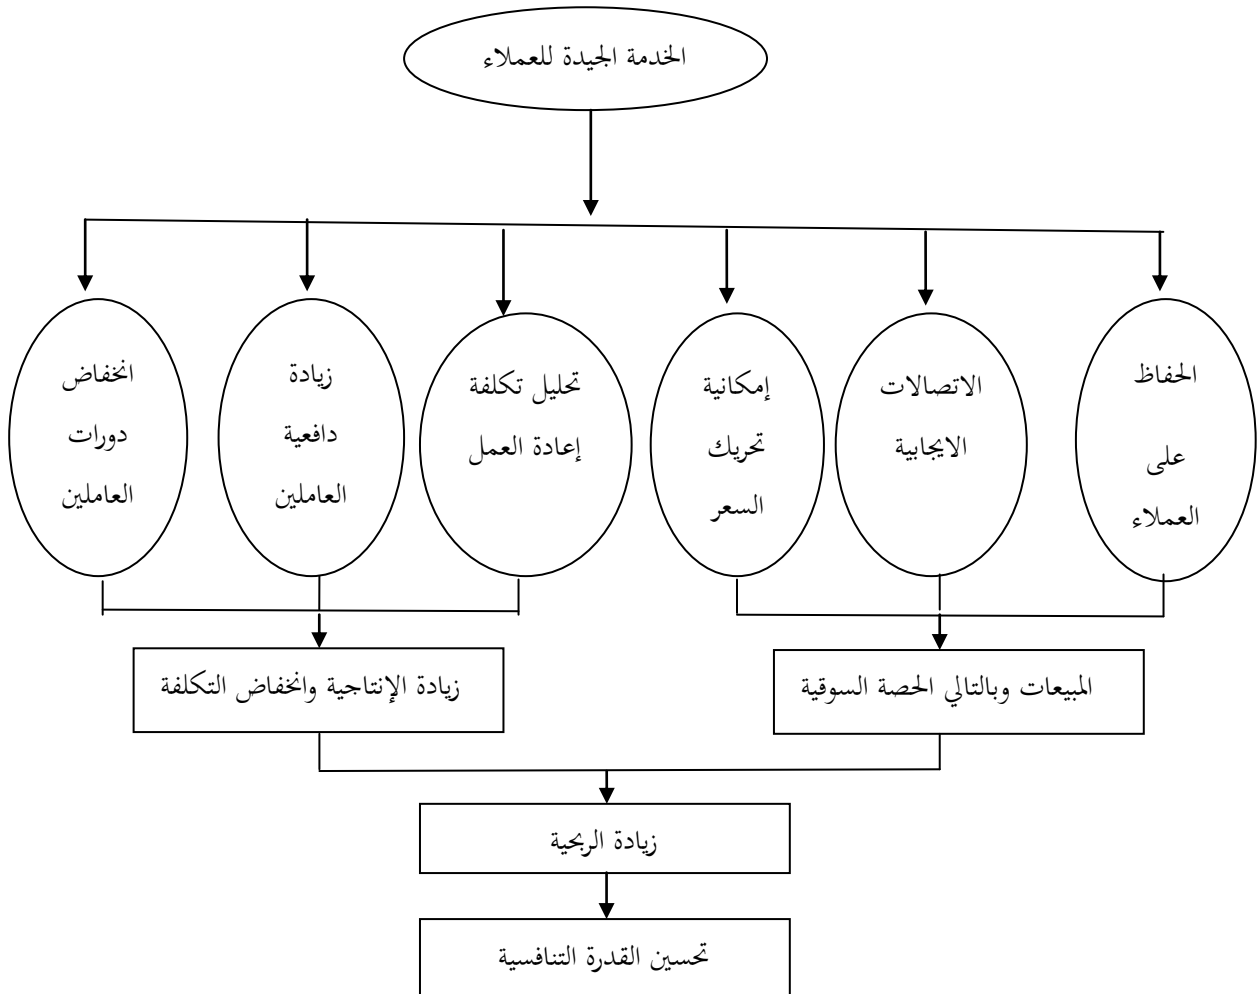 الخدمة الجيدة للعملاء
الحفاظ
على
العملاء
الاتصالات
الايجابية
إمكانية
تحريك
السعر
تحليل تكلفة
إعادة العمل
زيادة
دافعية
العاملين
انخفاض
دورات
العاملين
المبيعات وبالتالي الحصة السوقية
زيادة الإنتاجية وانخفاض التكلفة
زيادة الربحية
تحسين القدرة التنافسية